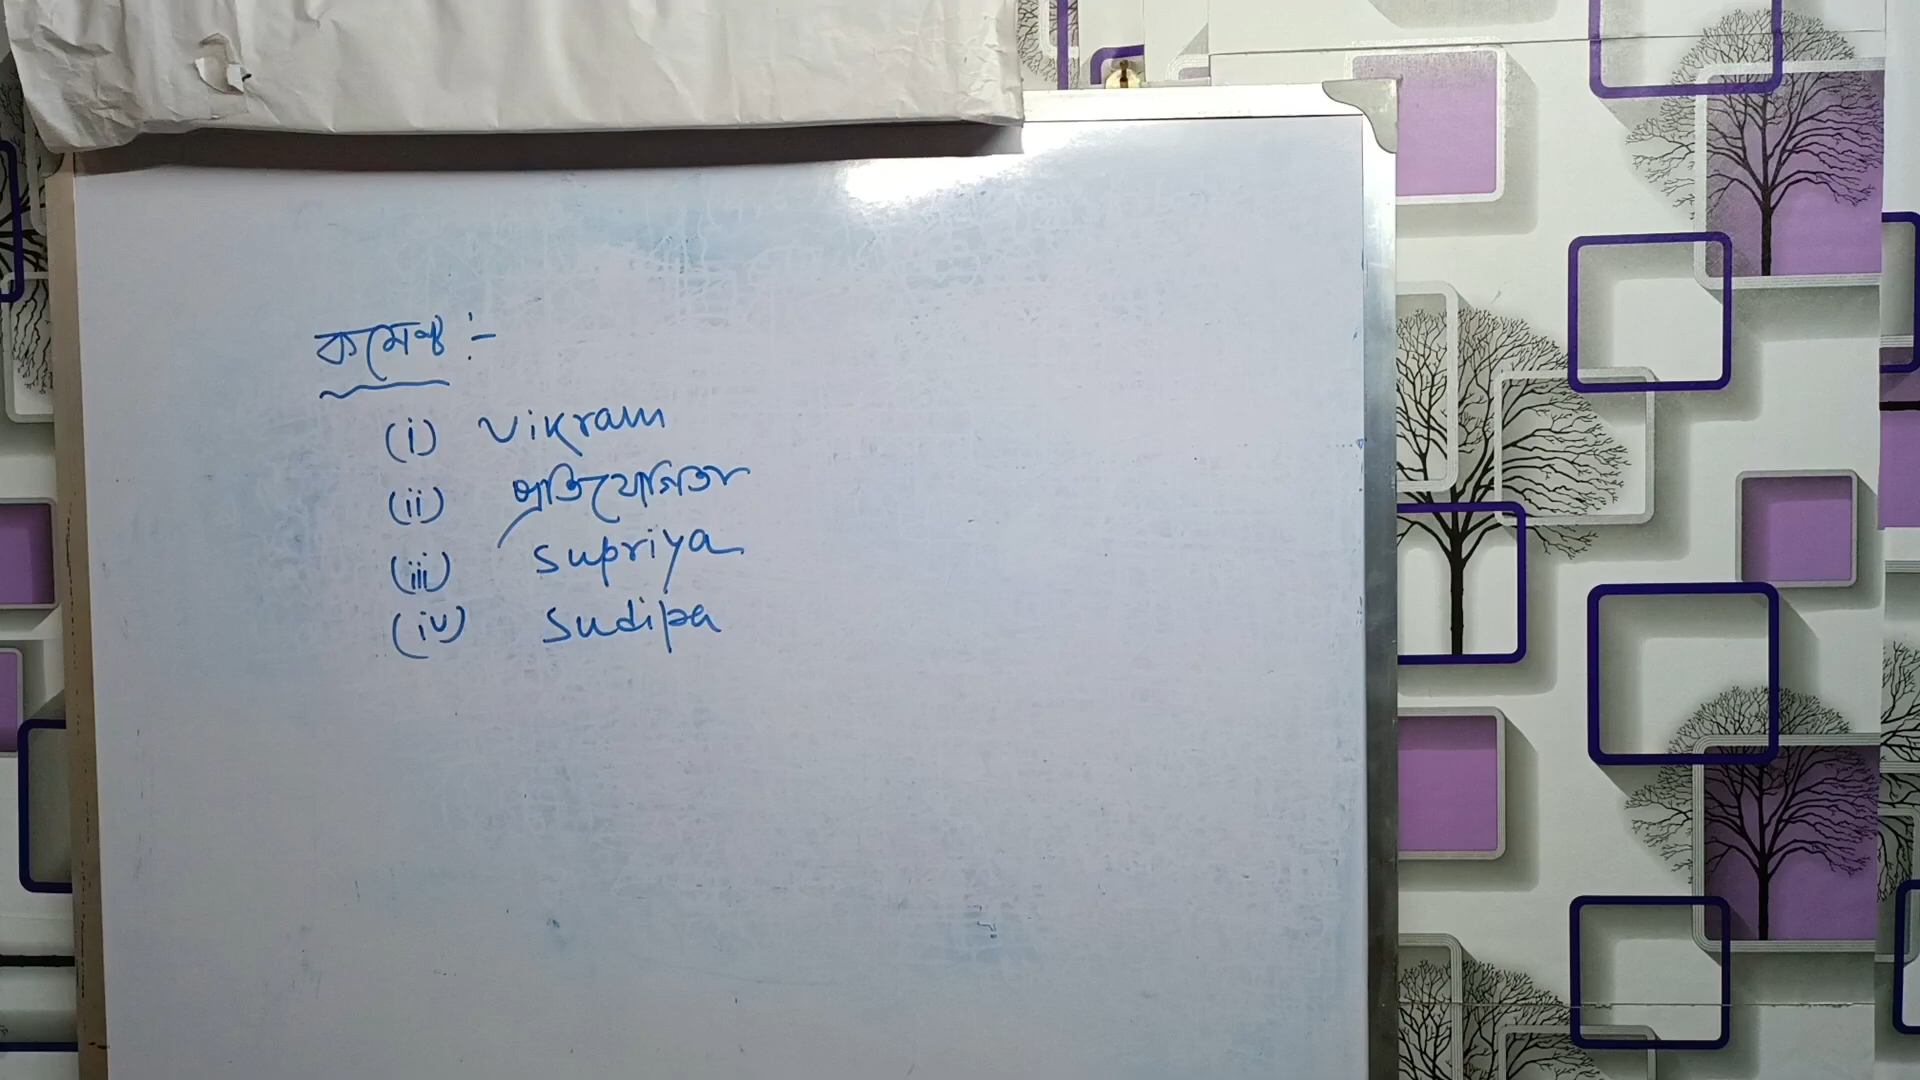 কমেন্ট :-
(i) Vikram
(ii) প্রতিযোগিতা
(iii) Supriya
(iv) Sudipa